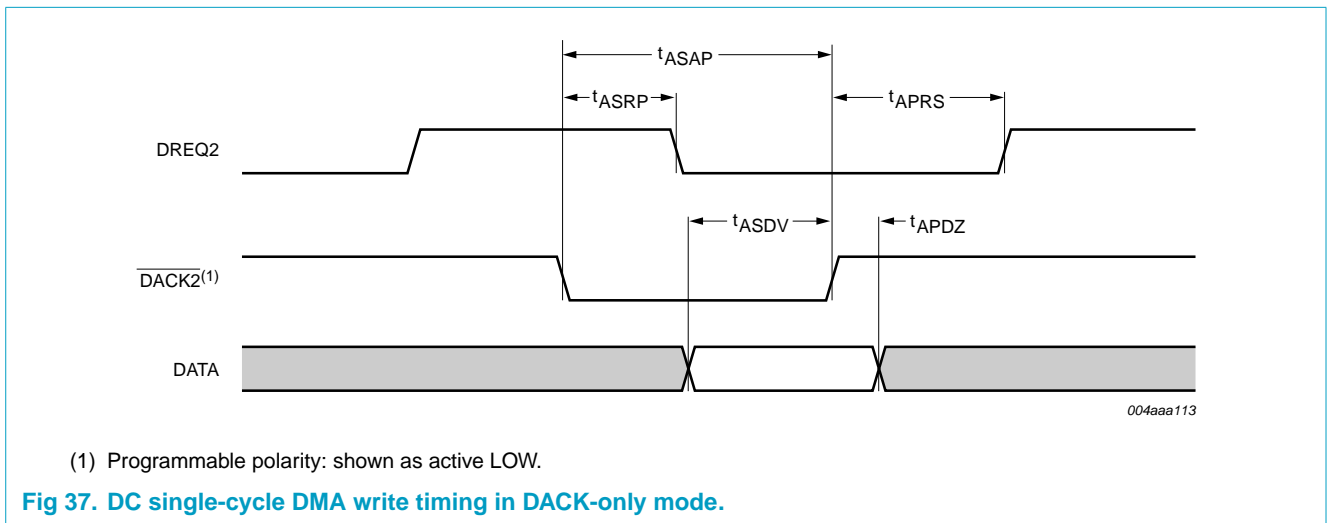 tASAP
tASRP
tAPRS
DREQ2
tASDV
tAPDZ
DACK2(1)
DATA
004aaa113
(1) Programmable polarity: shown as active LOW.
Fig 37. DC single-cycle DMA write timing in DACK-only mode.